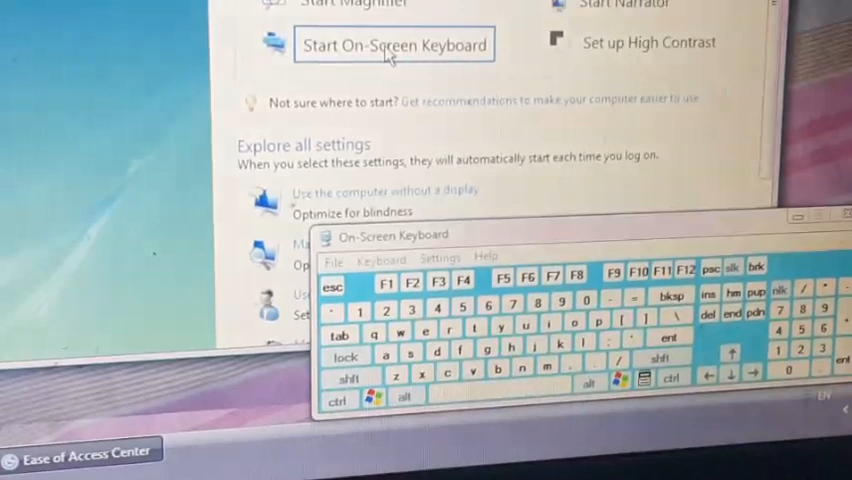 Start Magnifier
Start Narrator
Start On-Screen Keyboard
Set up High Contrast
Not sure where to start? Get recommendations to make your computer easier to use
Explore all settings
When you select these settings, they will automatically start each time you log on.
Use the computer without a display
Optimize for blindness
Ma
Op
Us
Set
On-Screen Keyboard
File Keyboard Settings Help
esc F1 F2 F3 F4 F5 F6 F7 F8 F9 F10 F11 F12 psc slk brk
1 2 3 4 5 6 7 8 9 0 - = bksp ins hm pup nlk / * -
tab q w e r t y u i o p [ ] \ del end pdn 7 8 9
lock a s d f g h j k l ; ' ent 4 5 6
shft z x c v b n m , . / shft ↑ 1 2 3 ent
ctrl alt alt ctrl ← ↓ → 0 .
EN
Ease of Access Center